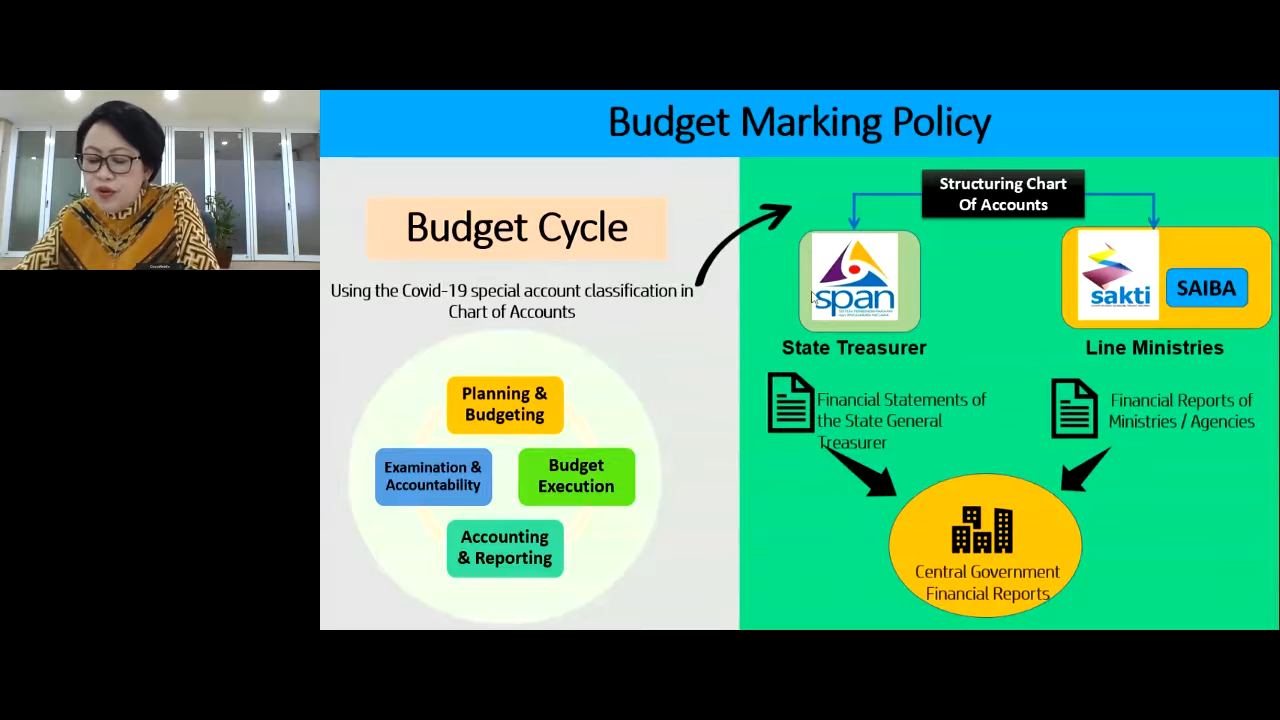 Budget Marking Policy
Budget Cycle
Using the Covid-19 special account classification in
Chart of Accounts
Planning &
Budgeting
Examination &
Accountability
Budget
Execution
Accounting
& Reporting
Structuring Chart
Of Accounts
span
State Treasurer
sakti
SAIBA
Line Ministries
Financial Statements of
the State General
Treasurer
Financial Reports of
Ministries / Agencies
Central Government
Financial Reports